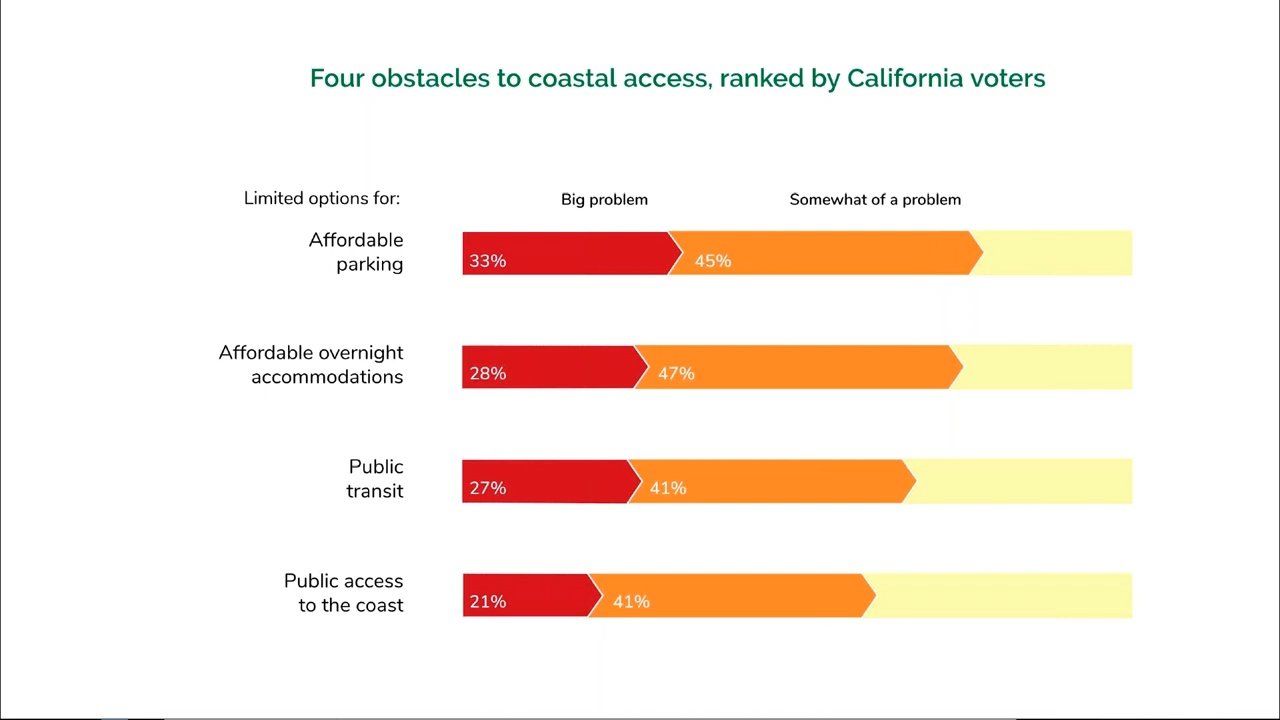 Four obstacles to coastal access, ranked by California voters
Limited options for:
Big problem
Somewhat of a problem
Affordable
parking
33%
45%
Affordable overnight
accommodations
28%
47%
Public
transit
27%
41%
Public access
to the coast
21%
41%